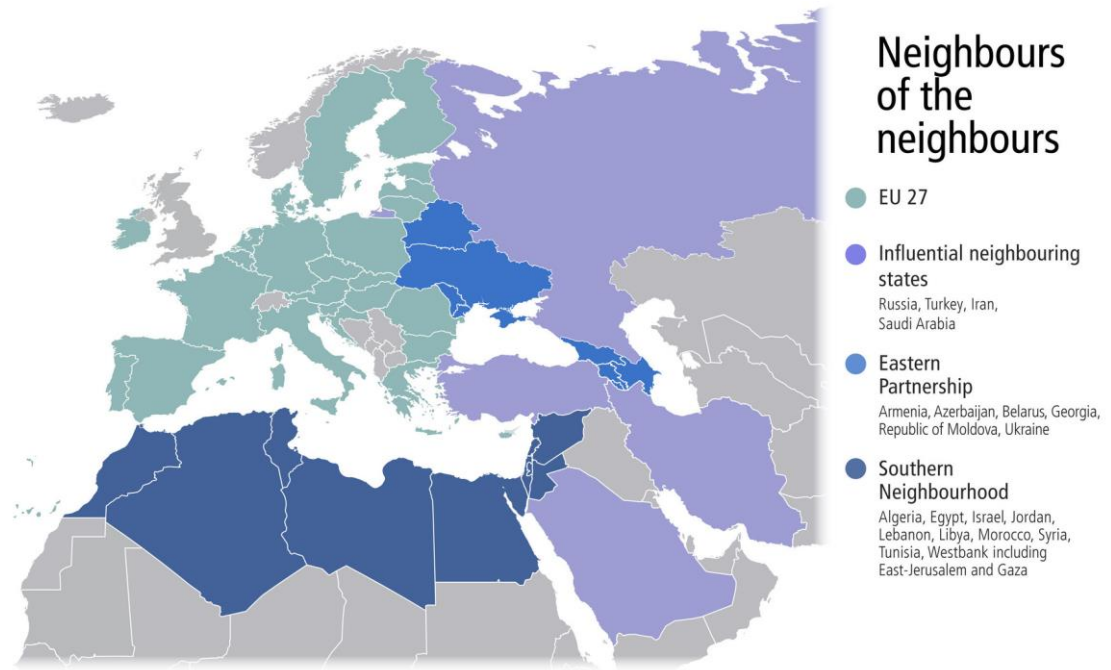 Neighbours
of the
neighbours
EU 27
Influential neighbouring
states
Russia, Turkey, Iran,
Saudi Arabia
Eastern
Partnership
Armenia, Azerbaijan, Belarus, Georgia,
Republic of Moldova, Ukraine
Southern
Neighbourhood
Algeria, Egypt, Israel, Jordan,
Lebanon, Libya, Morocco, Syria,
Tunisia, Westbank including
East-Jerusalem and Gaza